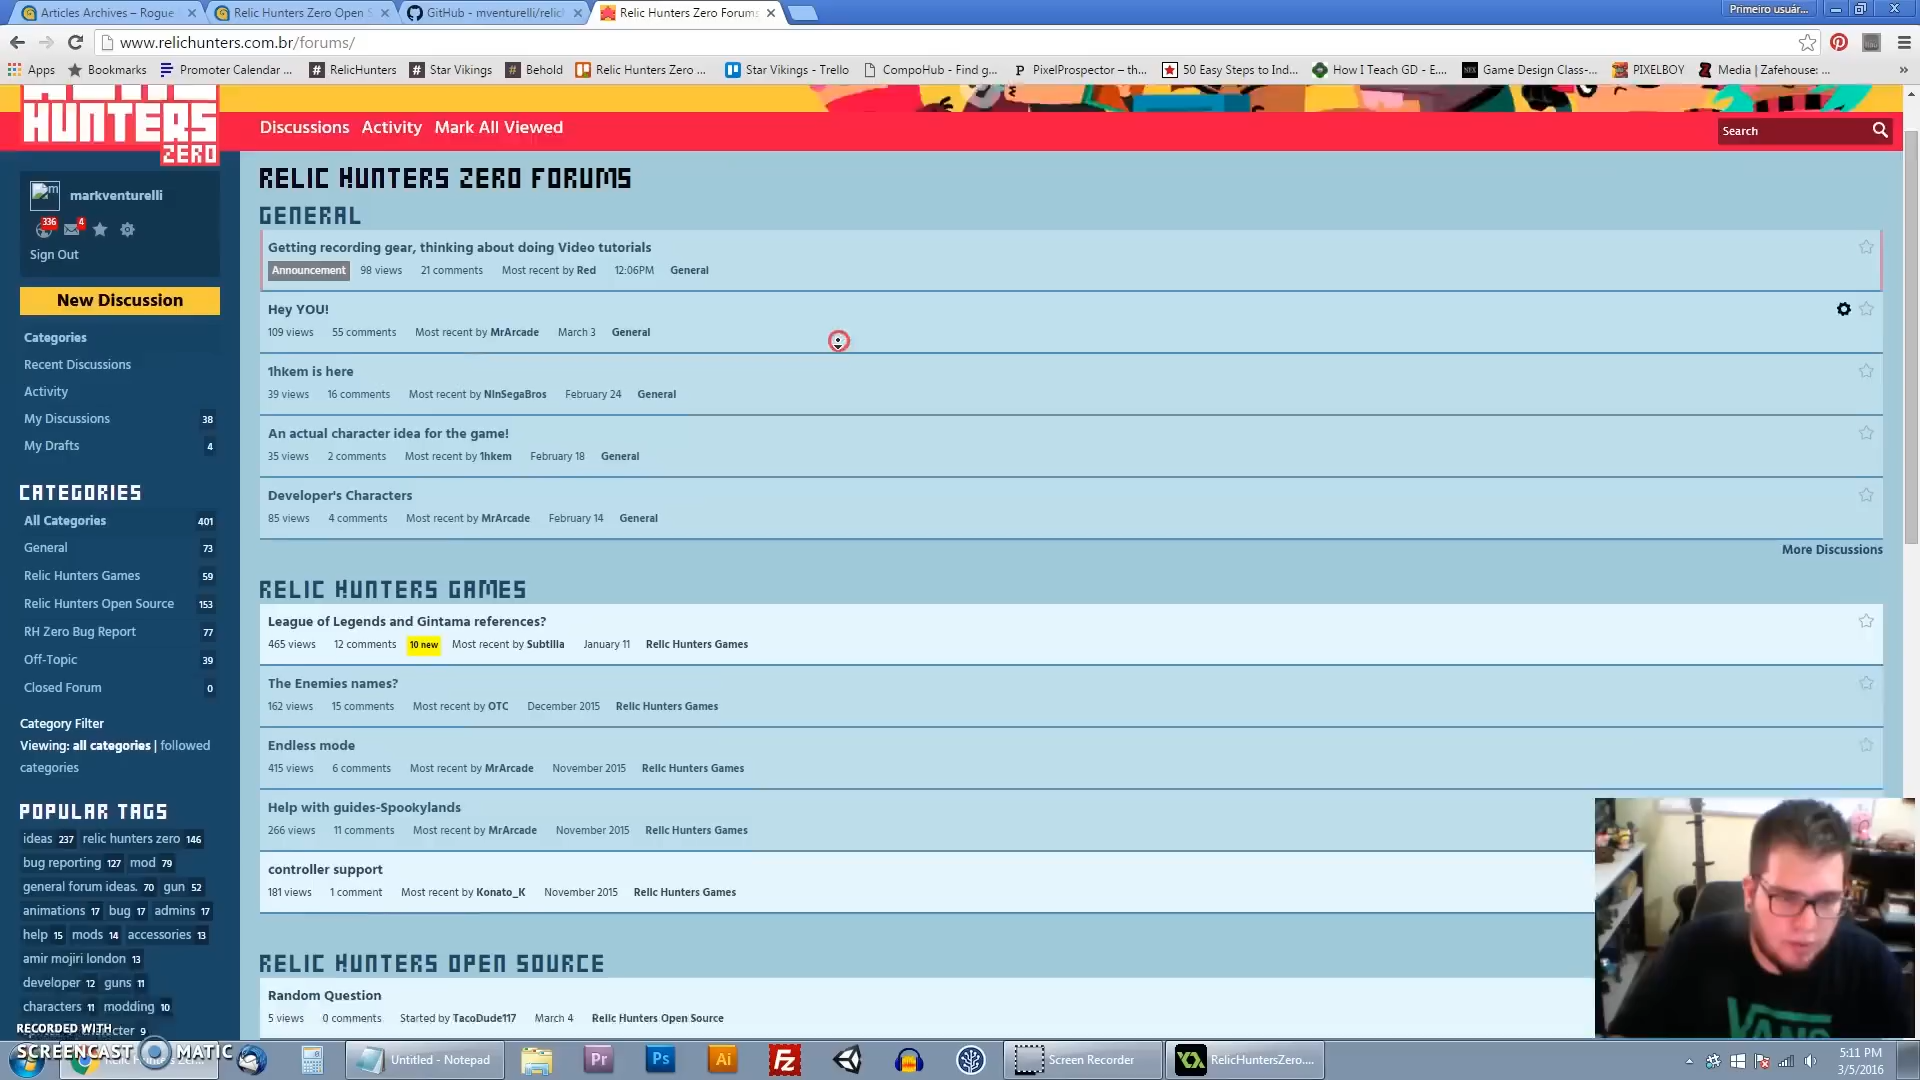 Articles Archives – Rogue
Relic Hunters Zero Open S
GitHub - mventurelli/relic
Relic Hunters Zero Forums
Primeiro usuár...
www.relichunters.com.br/forums/
Apps
Bookmarks
Promoter Calendar ...
RelicHunters
Star Vikings
Behold
Relic Hunters Zero ...
Star Vikings - Trello
CompoHub - Find g...
PixelProspector – th...
50 Easy Steps to Ind...
How I Teach GD - E...
Game Design Class-...
PIXELBOY
Media | Zafehouse: ...
HUNTERS
ZERO
Discussions Activity Mark All Viewed
Search
markventurelli
336 4
Sign Out
New Discussion
Categories
Recent Discussions
Activity
My Discussions 38
My Drafts 4
CATEGORIES
All Categories 401
General 73
Relic Hunters Games 59
Relic Hunters Open Source 153
RH Zero Bug Report 77
Off-Topic 39
Closed Forum 0
Category Filter
Viewing: all categories | followed
categories
POPULAR TAGS
ideas 237 relic hunters zero 146
bug reporting 127 mod 79
general forum ideas. 70 gun 52
animations 17 bug 17 admins 17
help 15 mods 14 accessories 13
amir mojiri london 13
developer 12 guns 11
characters 11 modding 10
9
RELIC HUNTERS ZERO FORUMS
GENERAL
Getting recording gear, thinking about doing Video tutorials
Announcement 98 views 21 comments Most recent by Red 12:06PM General
Hey YOU!
109 views 55 comments Most recent by MrArcade March 3 General
1hkem is here
39 views 16 comments Most recent by NInSegaBros February 24 General
An actual character idea for the game!
35 views 2 comments Most recent by 1hkem February 18 General
Developer's Characters
85 views 4 comments Most recent by MrArcade February 14 General
More Discussions
RELIC HUNTERS GAMES
League of Legends and Gintama references?
465 views 12 comments 10 new Most recent by Subtilla January 11 Relic Hunters Games
The Enemies names?
162 views 15 comments Most recent by OTC December 2015 Relic Hunters Games
Endless mode
415 views 6 comments Most recent by MrArcade November 2015 Relic Hunters Games
Help with guides-Spookylands
266 views 11 comments Most recent by MrArcade November 2015 Relic Hunters Games
controller support
181 views 1 comment Most recent by Konato_K November 2015 Relic Hunters Games
RELIC HUNTERS OPEN SOURCE
Random Question
5 views 0 comments Started by TacoDude117 March 4 Relic Hunters Open Source
VANS
RECORDED WITH
SCREENCAST MATIC
Untitled - Notepad
Pr
Ps
Ai
Fz
Screen Recorder
RelicHuntersZero....
5:11 PM
3/5/2016